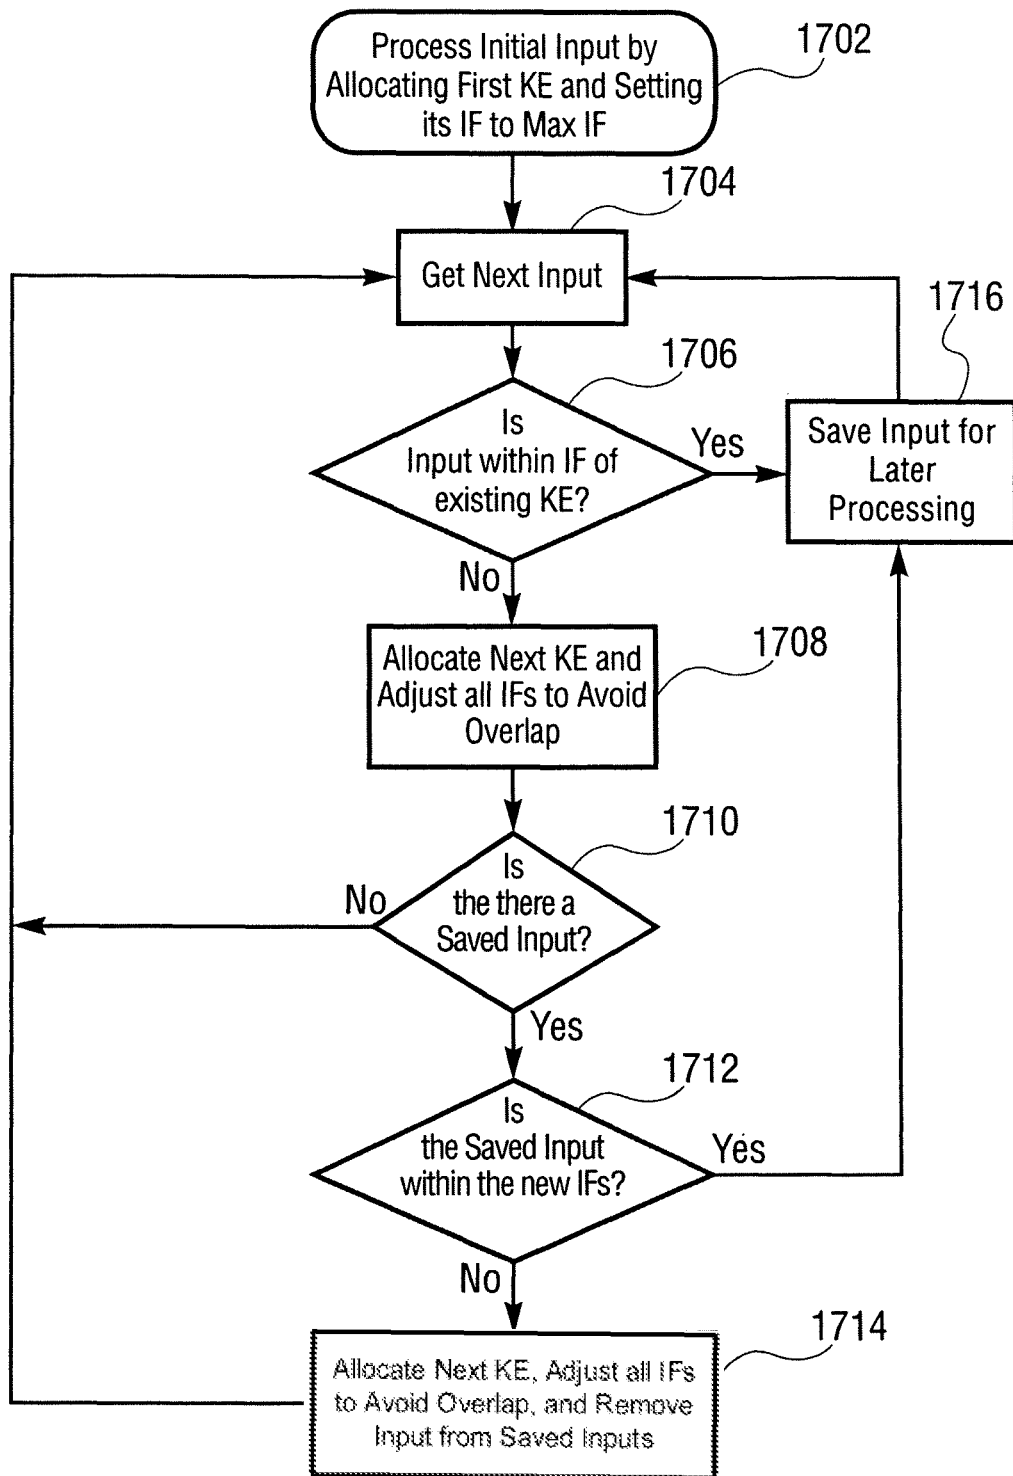 Process Initial Input by
Allocating First KE and Setting
its IF to Max IF
1702
1704
Get Next Input
1716
1706
Is
Input within IF of
existing KE?
Yes
Save Input for
Later
Processing
No
1708
Allocate Next KE and
Adjust all IFs to Avoid
Overlap
1710
Is
the there a
Saved Input?
No
Yes
1712
Is
the Saved Input
within the new IFs?
Yes
No
1714
Allocate Next KE, Adjust all IFs
to Avoid Overlap, and Remove
Input from Saved Inputs